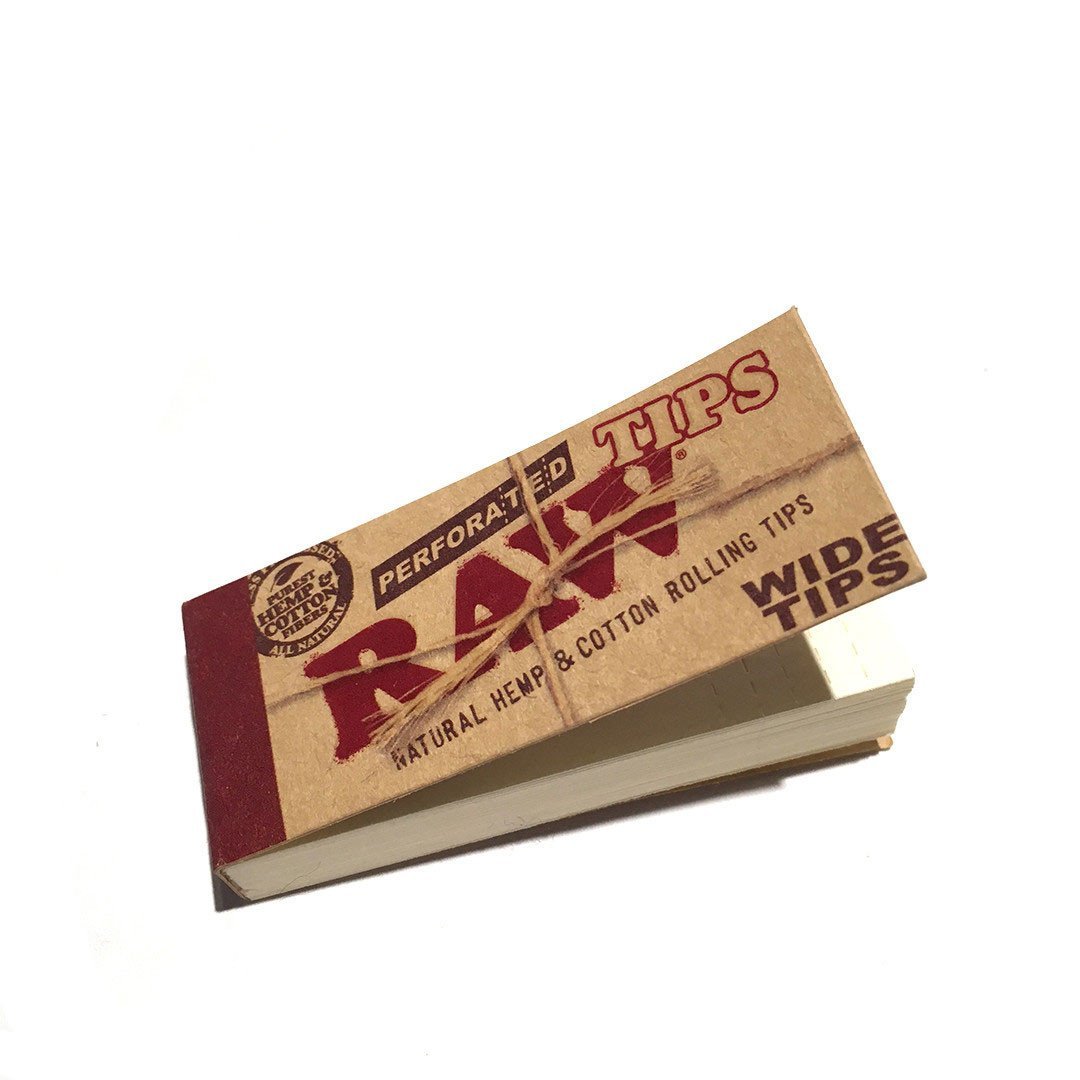 TIPS
PERFORATED
RAW®
NATURAL HEMP & COTTON ROLLING TIPS
WIDE
TIPS
PUREST
HEMP &
COTTON
FIBERS
ALL NATURAL